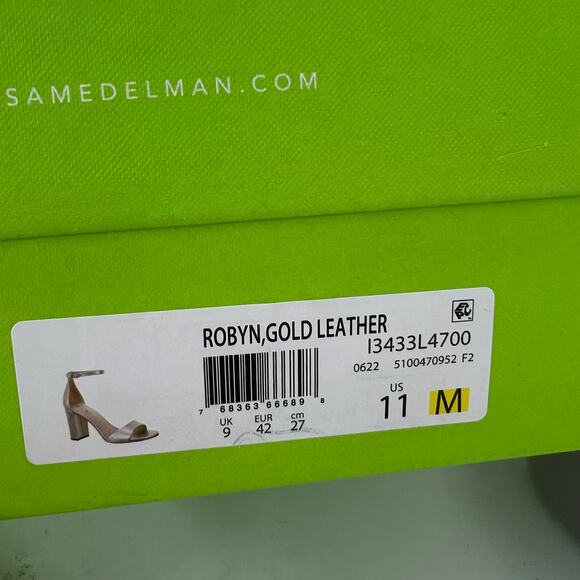 SAMEDELMAN.COM
ROBYN,GOLD LEATHER
I3433L4700
0622 5100470952 F2
7 68363 66689 8
UK EUR cm
9 42 27
US
11 M